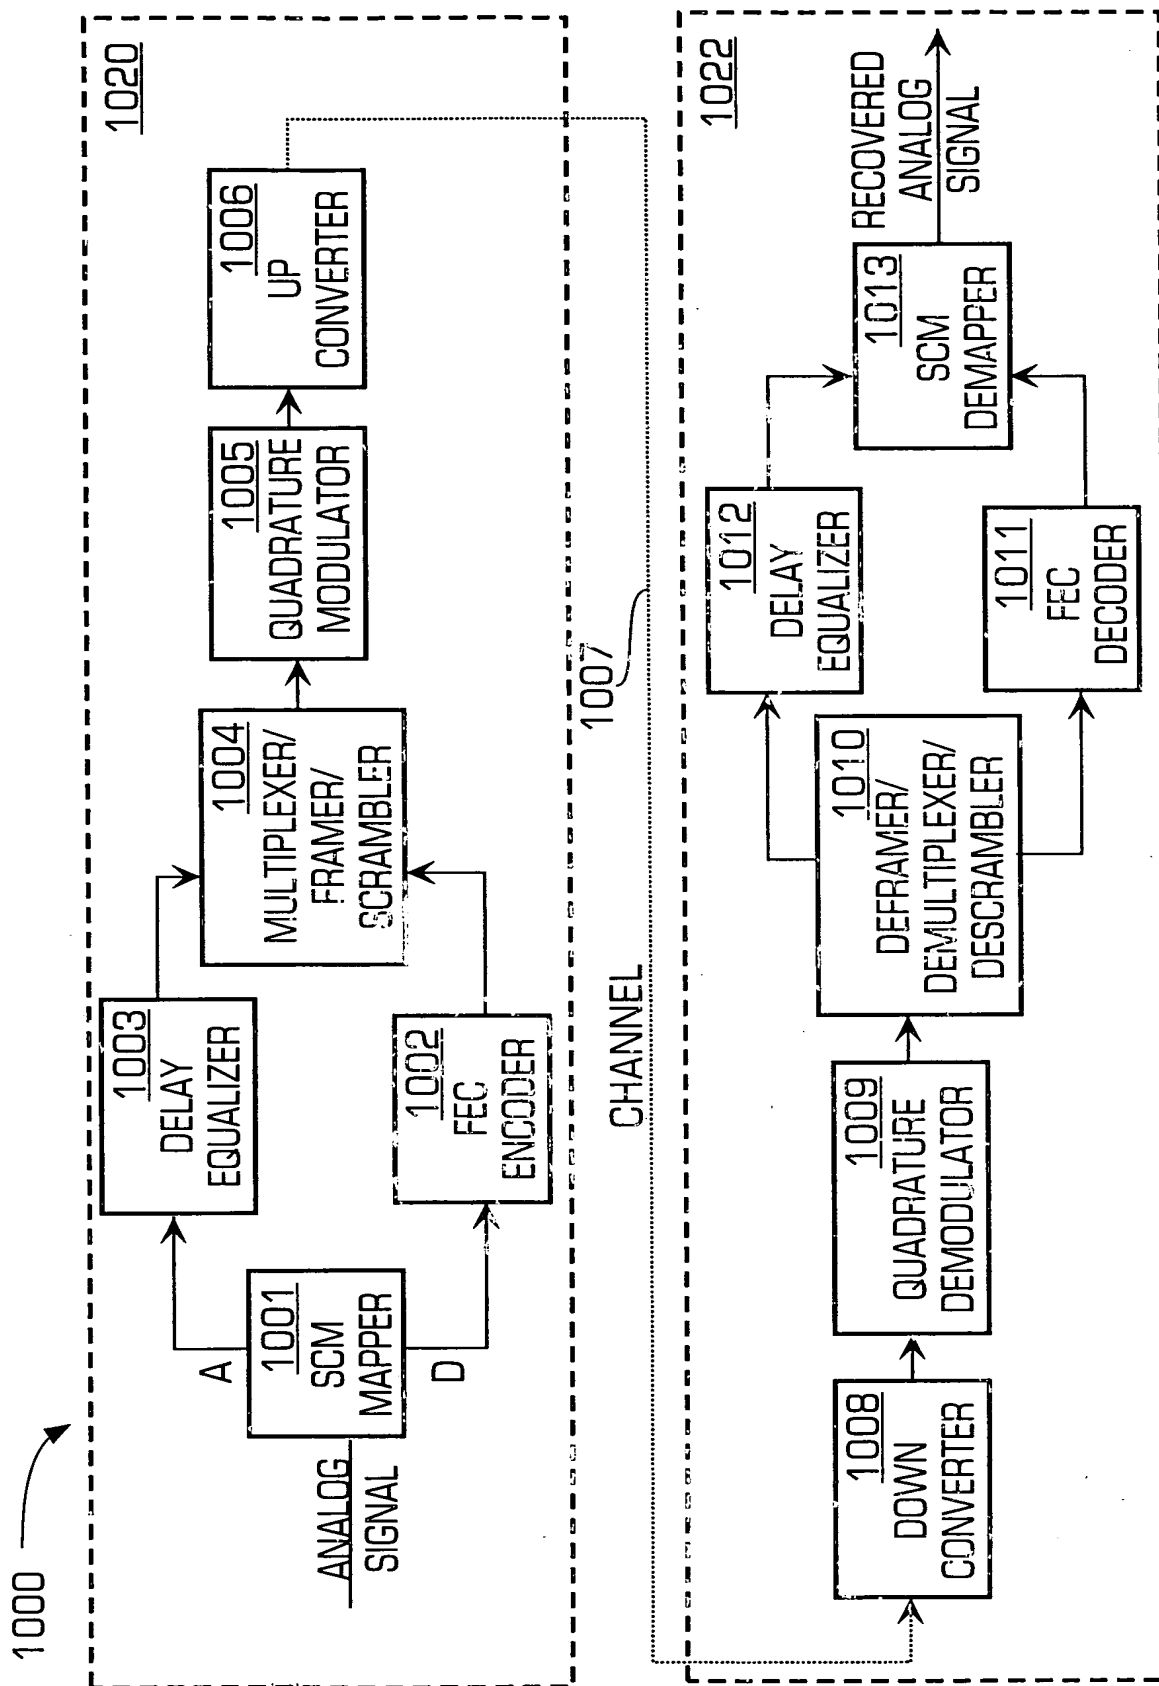 1000
1020
ANALOG
SIGNAL
1001
SCM
MAPPER
A
D
1003
DELAY
EQUALIZER
1002
FEC
ENCODER
1004
MULTIPLEXER/
FRAMER/
SCRAMBLER
1005
QUADRATURE
MODULATOR
1006
UP
CONVERTER
CHANNEL
1007
1022
1008
DOWN
CONVERTER
1009
QUADRATURE
DEMODULATOR
1010
DEFRAMER/
DEMULTIPLEXER/
DESCRAMBLER
1012
DELAY
EQUALIZER
1011
FEC
DECODER
1013
SCM
DEMAPPER
RECOVERED
ANALOG
SIGNAL